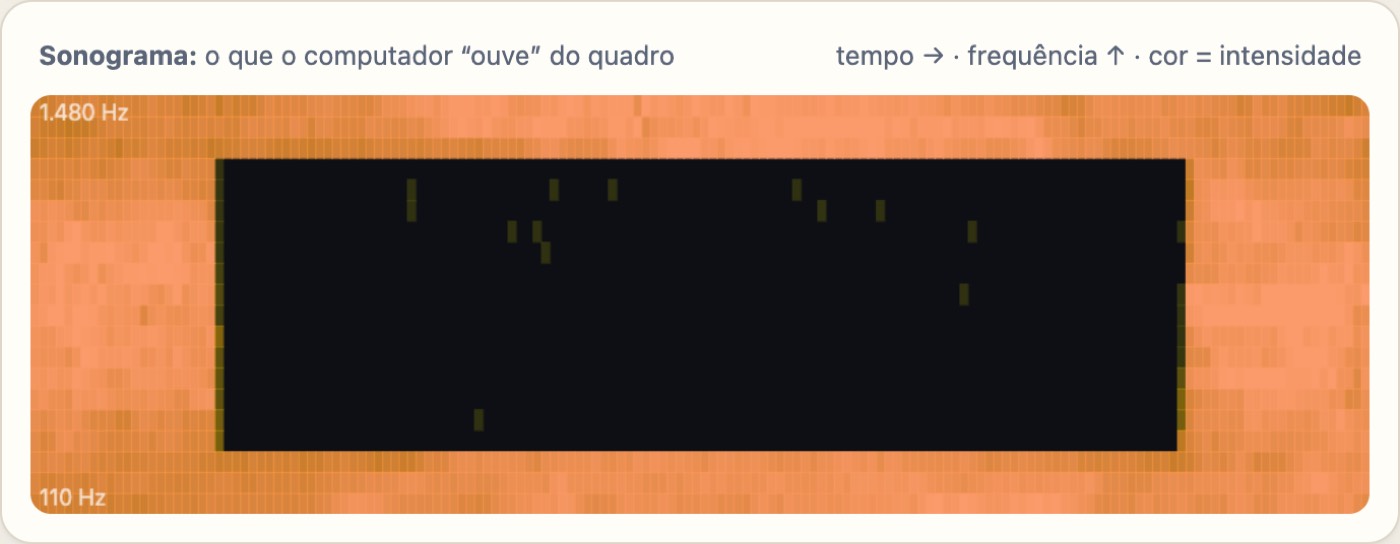 Sonograma: o que o computador “ouve” do quadro
tempo → · frequência ↑ · cor = intensidade
1.480 Hz
110 Hz